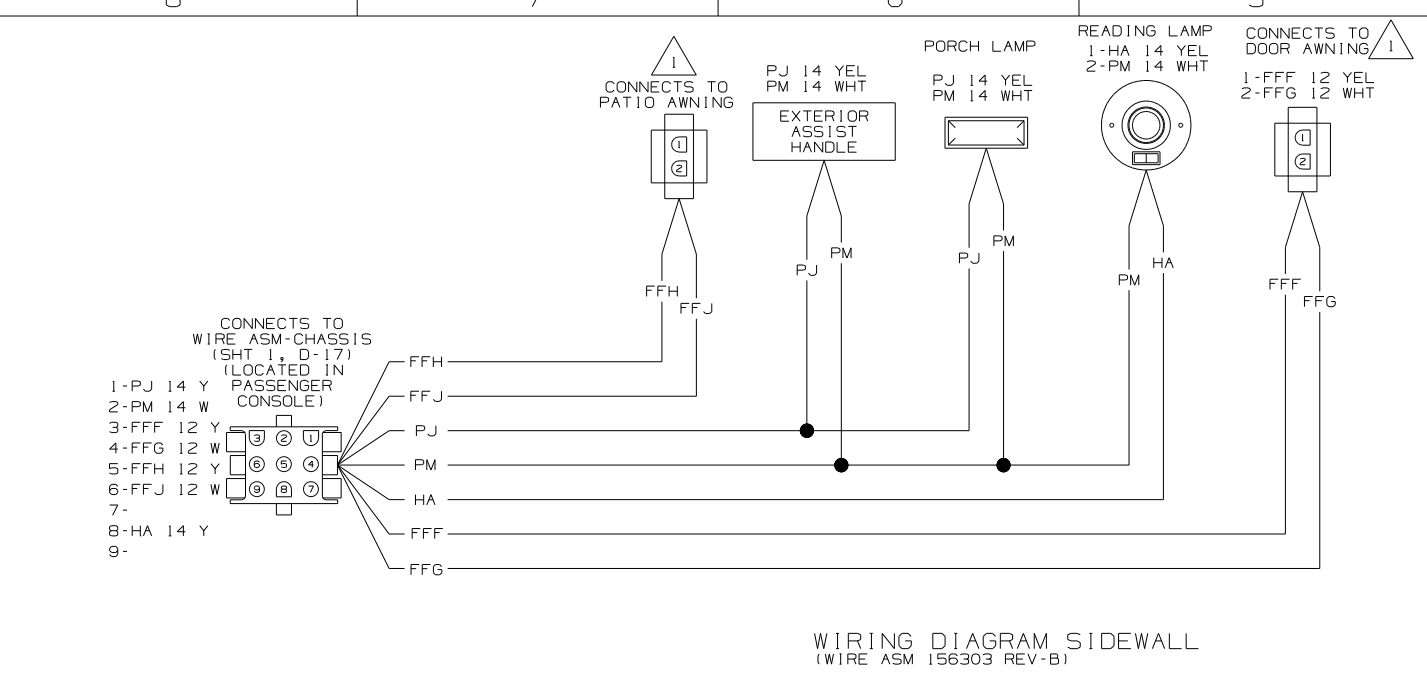 1
CONNECTS TO
PATIO AWNING
1
2
PJ 14 YEL
PM 14 WHT
EXTERIOR
ASSIST
HANDLE
PORCH LAMP
PJ 14 YEL
PM 14 WHT
READING LAMP
1-HA 14 YEL
2-PM 14 WHT
CONNECTS TO
DOOR AWNING
1
1-FFF 12 YEL
2-FFG 12 WHT
1
2
FFH
FFJ
PJ
PM
PJ
PM
PM
HA
FFF
FFG
CONNECTS TO
WIRE ASM-CHASSIS
(SHT 1, D-17)
(LOCATED IN
PASSENGER
CONSOLE)
1-PJ 14 Y
2-PM 14 W
3-FFF 12 Y
4-FFG 12 W
5-FFH 12 Y
6-FFJ 12 W
7-
8-HA 14 Y
9-
3 2 1
6 5 4
9 8 7
FFH
FFJ
PJ
PM
HA
FFF
FFG
WIRING DIAGRAM SIDEWALL
(WIRE ASM 156303 REV-B)